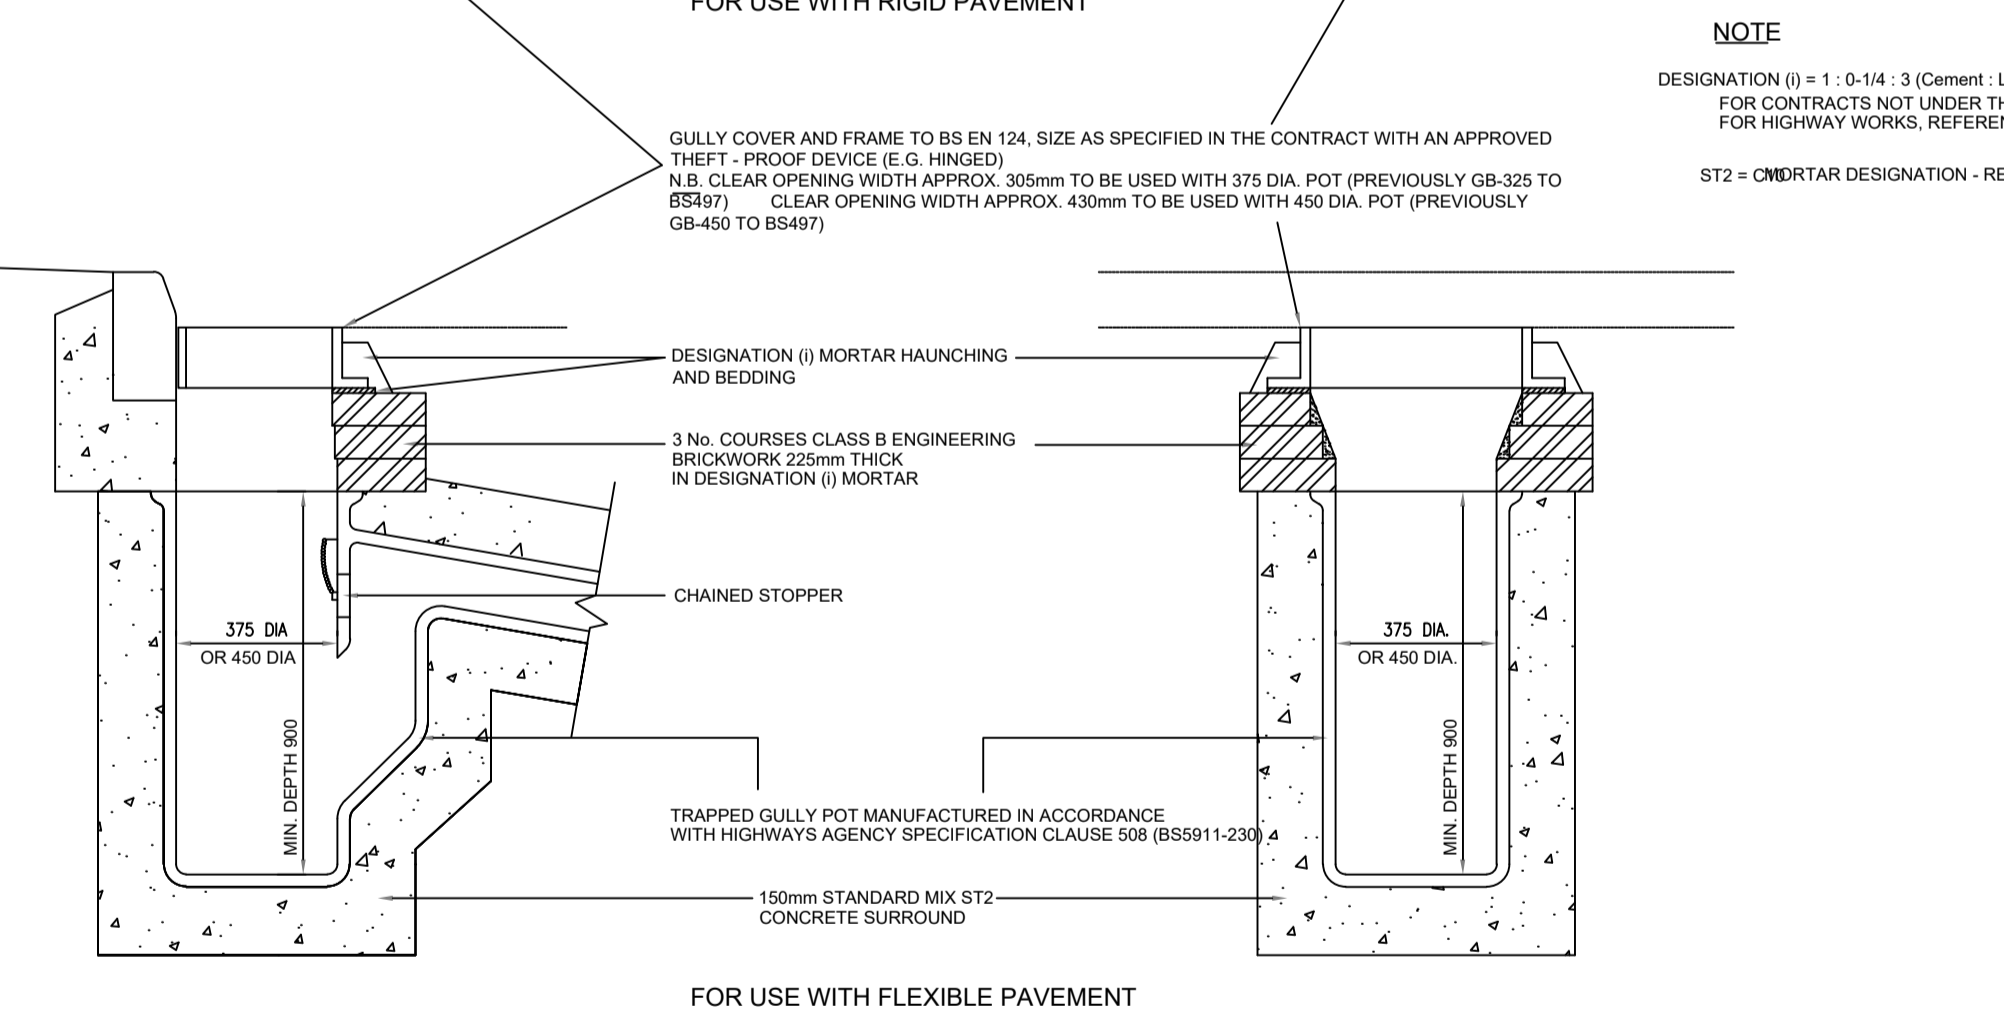 FOR USE WITH RIGID PAVEMENT
NOTE
DESIGNATION (i) = 1 : 0-1/4 : 3 (Cement : L
FOR CONTRACTS NOT UNDER TH
FOR HIGHWAY WORKS, REFEREN
ST2 = C10
MORTAR DESIGNATION - RE
GULLY COVER AND FRAME TO BS EN 124, SIZE AS SPECIFIED IN THE CONTRACT WITH AN APPROVED
THEFT - PROOF DEVICE (E.G. HINGED)
N.B. CLEAR OPENING WIDTH APPROX. 305mm TO BE USED WITH 375 DIA. POT (PREVIOUSLY GB-325 TO
BS497) CLEAR OPENING WIDTH APPROX. 430mm TO BE USED WITH 450 DIA. POT (PREVIOUSLY
GB-450 TO BS497)
DESIGNATION (i) MORTAR HAUNCHING
AND BEDDING
3 No. COURSES CLASS B ENGINEERING
BRICKWORK 225mm THICK
IN DESIGNATION (i) MORTAR
CHAINED STOPPER
375 DIA
OR 450 DIA
MIN. DEPTH 900
375 DIA.
OR 450 DIA.
MIN. DEPTH 900
TRAPPED GULLY POT MANUFACTURED IN ACCORDANCE
WITH HIGHWAYS AGENCY SPECIFICATION CLAUSE 508 (BS5911-230)
150mm STANDARD MIX ST2
CONCRETE SURROUND
FOR USE WITH FLEXIBLE PAVEMENT